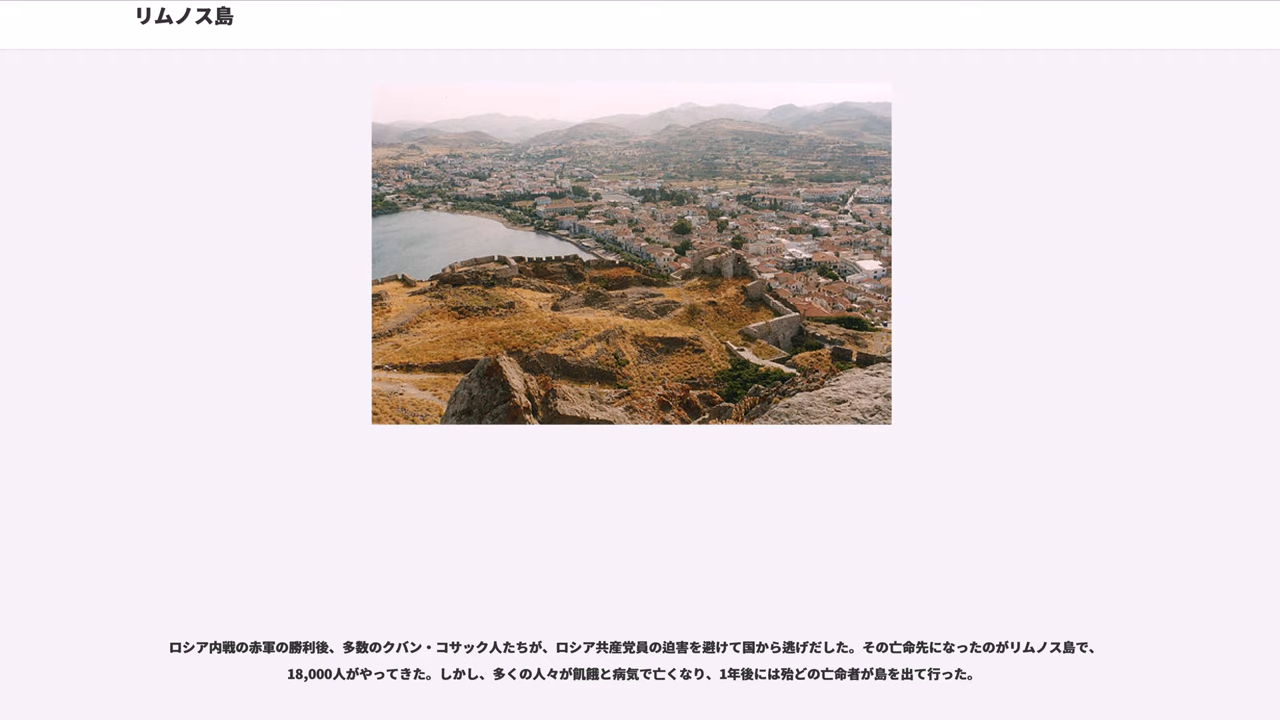 リムノス島
ロシア内戦の赤軍の勝利後、多数のクバン・コサック人たちが、ロシア共産党員の迫害を避けて国から逃げだした。その亡命先になったのがリムノス島で、
18,000人がやってきた。しかし、多くの人々が飢餓と病気で亡くなり、1年後には殆どの亡命者が島を出て行った。